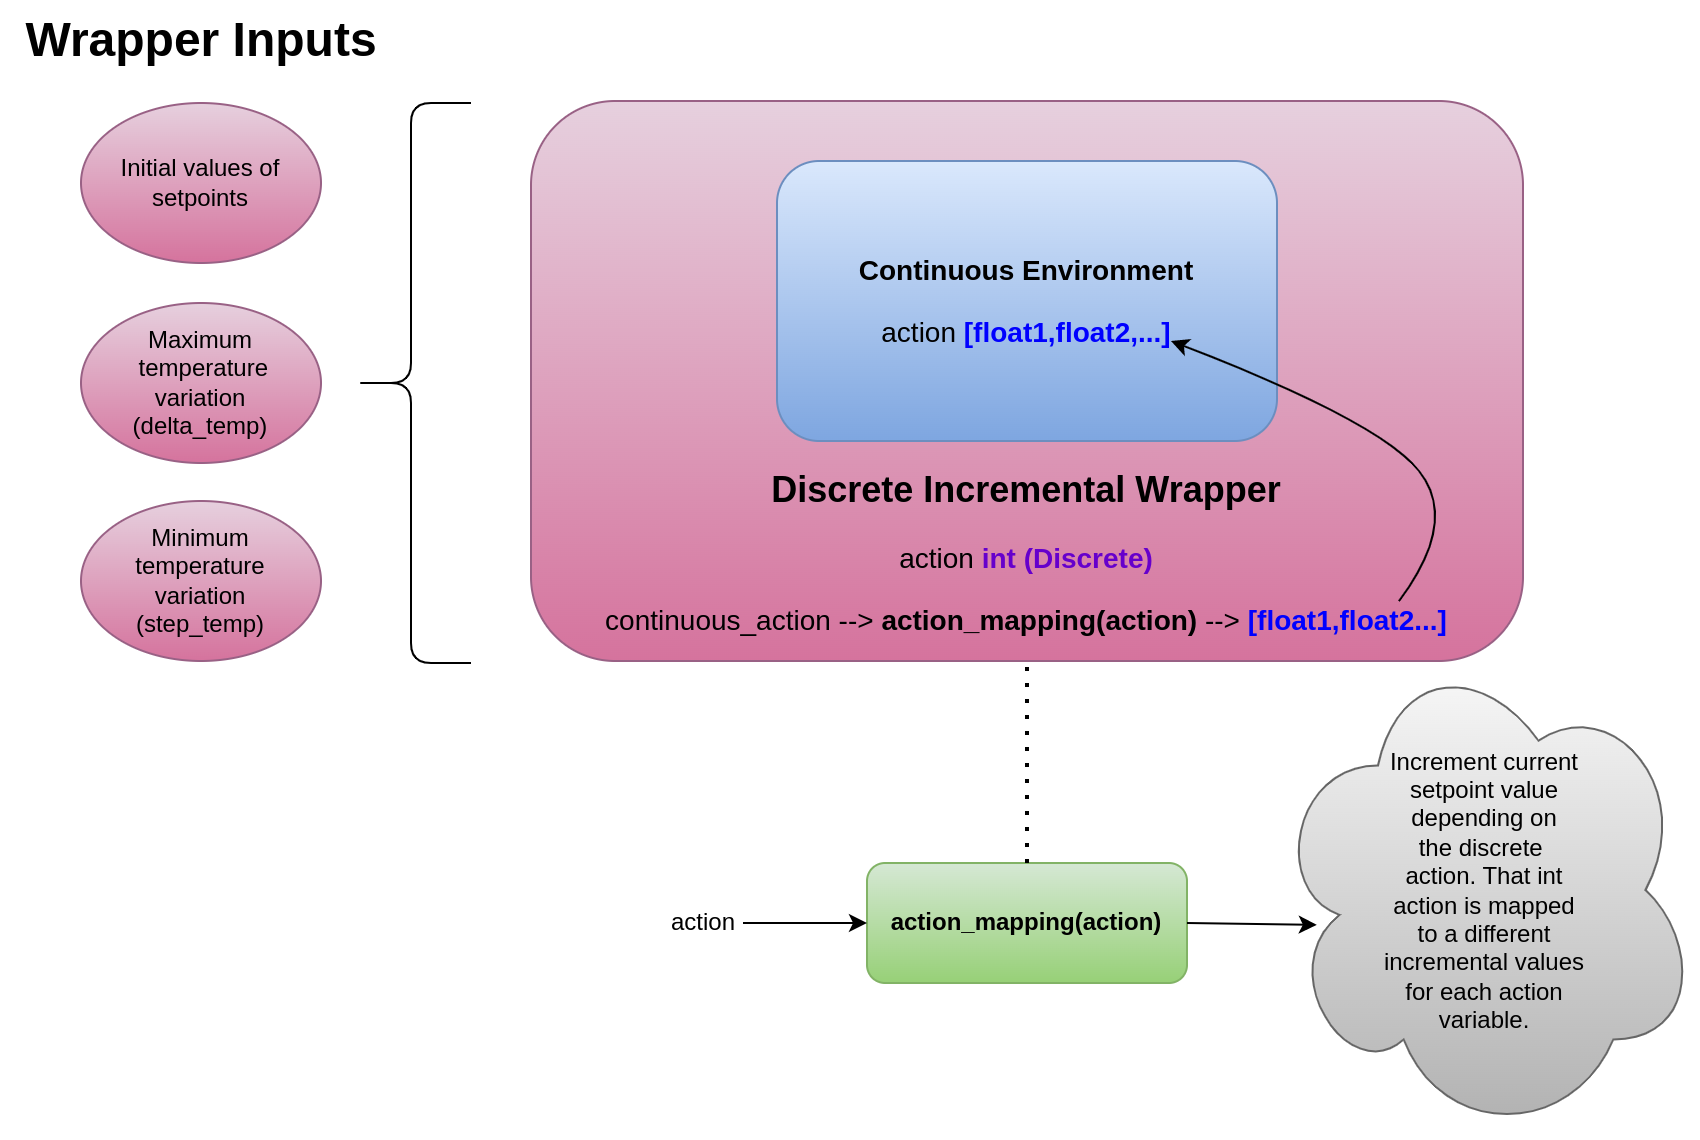 Wrapper Inputs
Initial values of
setpoints
Maximum
temperature
variation
(delta_temp)
Minimum
temperature
variation
(step_temp)
Continuous Environment
action [float1,float2,...]
Discrete Incremental Wrapper
action int (Discrete)
continuous_action --> action_mapping(action) --> [float1,float2...]
action
action_mapping(action)
Increment current
setpoint value
depending on
the discrete
action. That int
action is mapped
to a different
incremental values
for each action
variable.